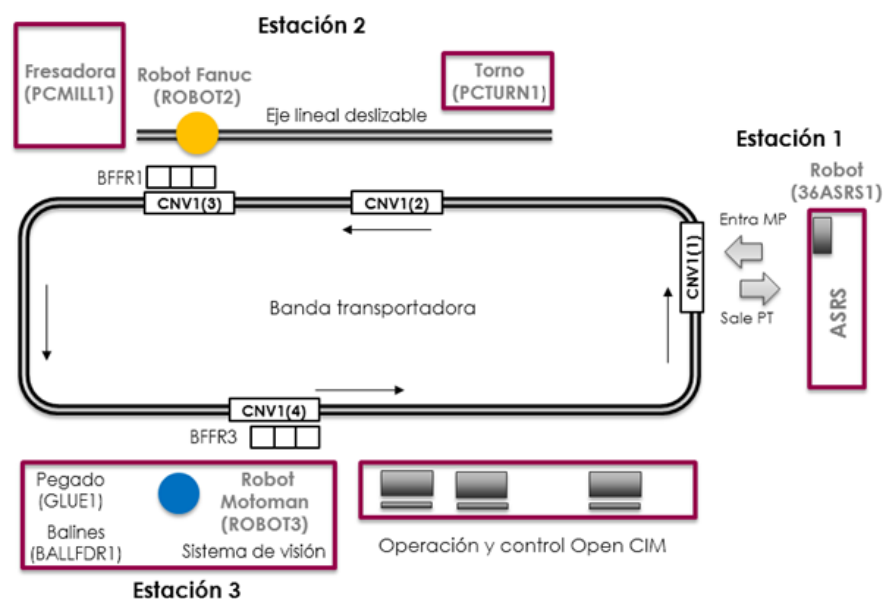 Estación 2
Fresadora
(PCMILL1)
Robot Fanuc
(ROBOT2)
Eje lineal deslizable
Torno
(PCTURN1)
Estación 1
Robot
(36ASRS1)
BFFR1
CNV1(3)
CNV1(2)
CNV1(1)
Entra MP
Sale PT
ASRS
Banda transportadora
CNV1(4)
BFFR3
Pegado
(GLUE1)
Balines
(BALLFDR1)
Robot
Motoman
(ROBOT3)
Sistema de visión
Estación 3
Operación y control Open CIM